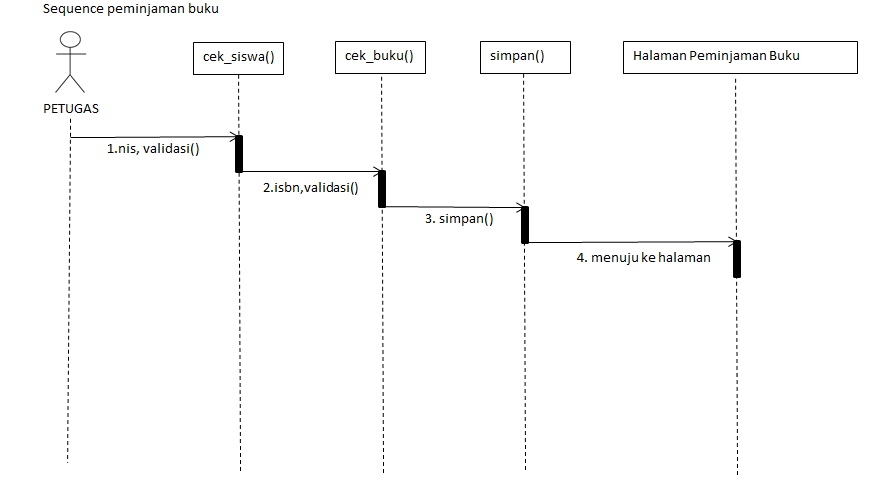 Sequence peminjaman buku
cek_siswa()
cek_buku()
simpan()
Halaman Peminjaman Buku
PETUGAS
1.nis, validasi()
2.isbn,validasi()
3. simpan()
4. menuju ke halaman